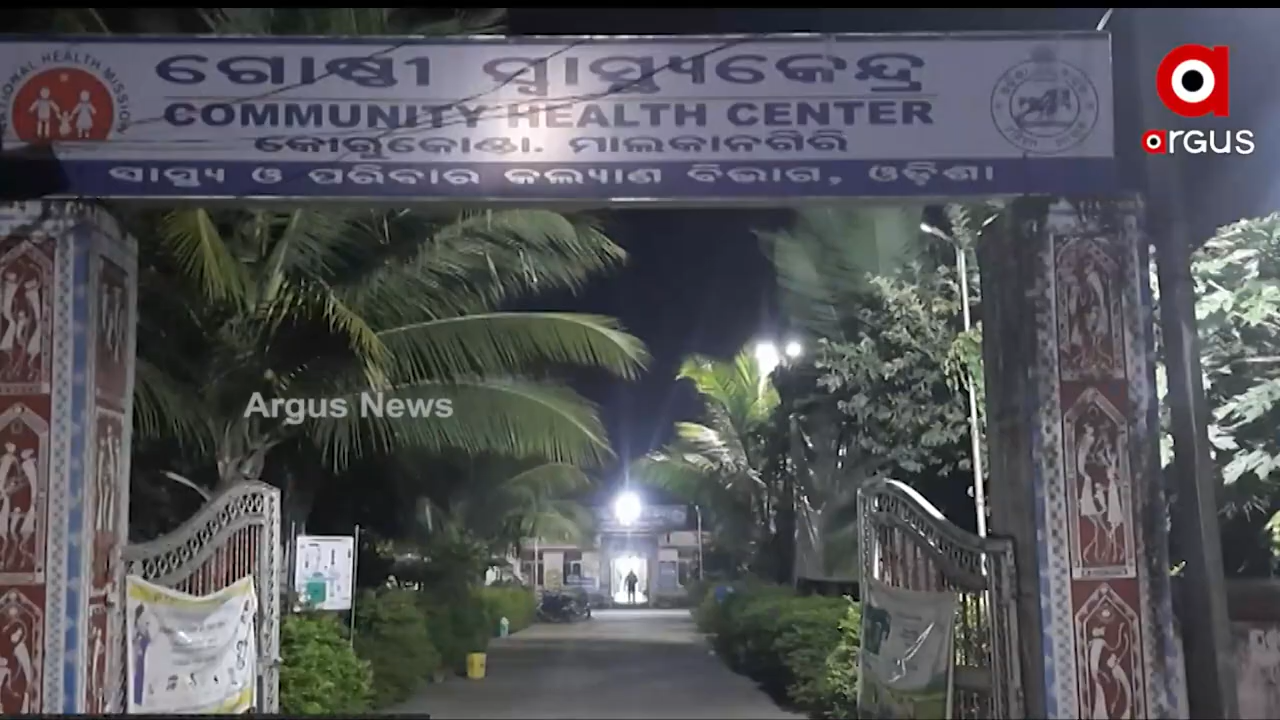 NATIONAL HEALTH MISSION
ଗୋଷ୍ଠୀ ସ୍ୱାସ୍ଥ୍ୟକେନ୍ଦ୍ର
COMMUNITY HEALTH CENTER
କୋରୁକୋଣ୍ଡା. ମାଲକାନଗିରି
ସ୍ୱାସ୍ଥ୍ୟ ଓ ପରିବାର କଲ୍ୟାଣ ବିଭାଗ, ଓଡ଼ିଶା
argus
Argus News